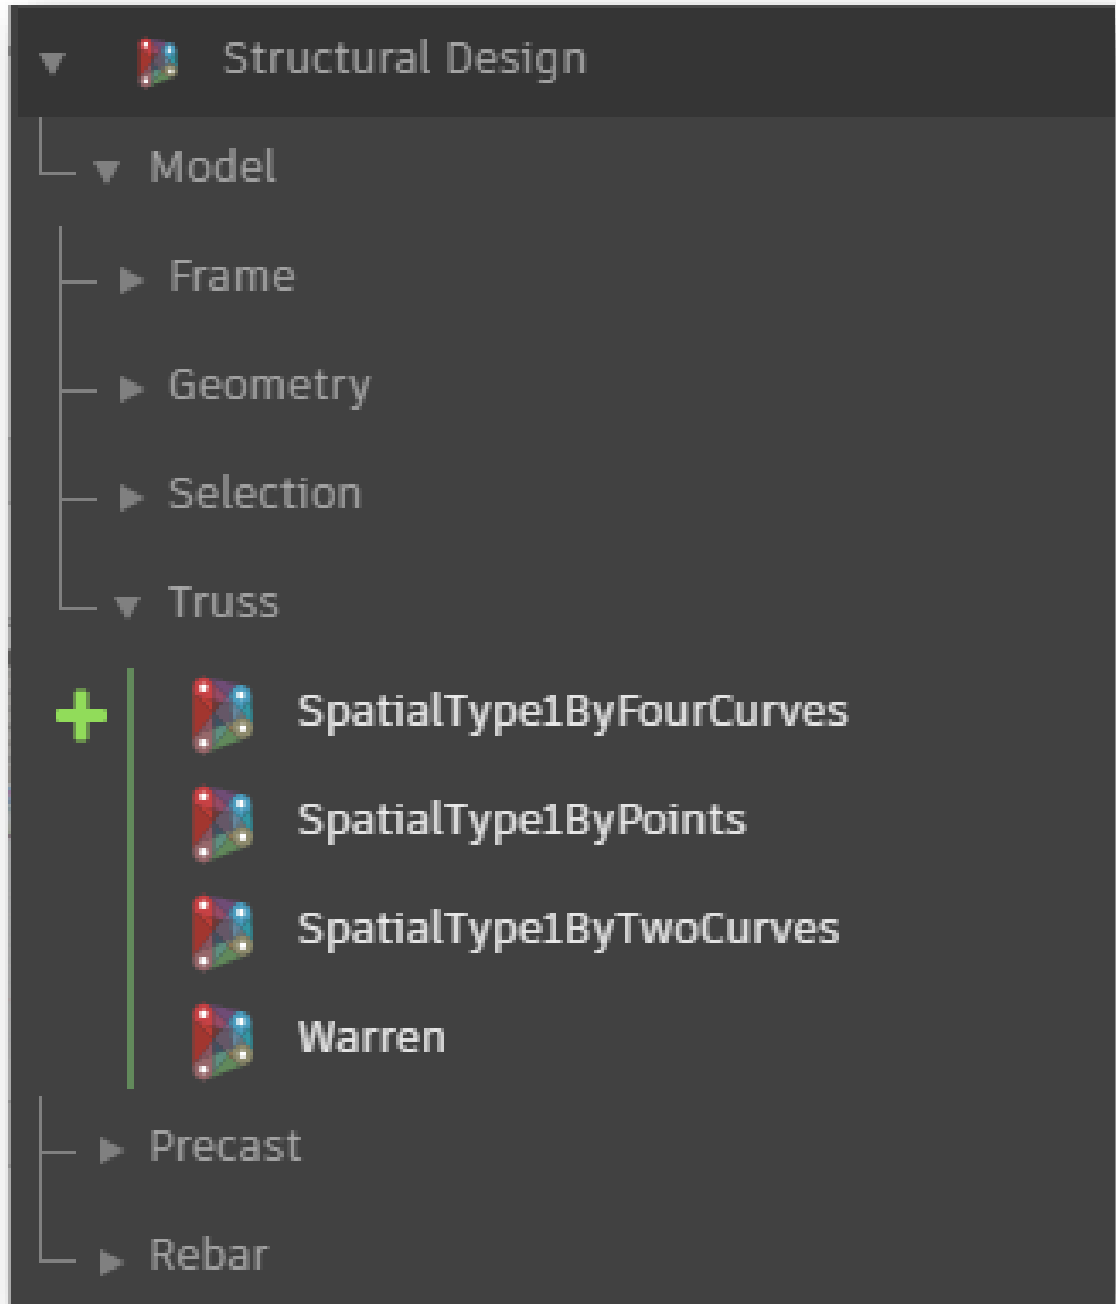 Structural Design
Model
Frame
Geometry
Selection
Truss
SpatialType1ByFourCurves
SpatialType1ByPoints
SpatialType1ByTwoCurves
Warren
Precast
Rebar